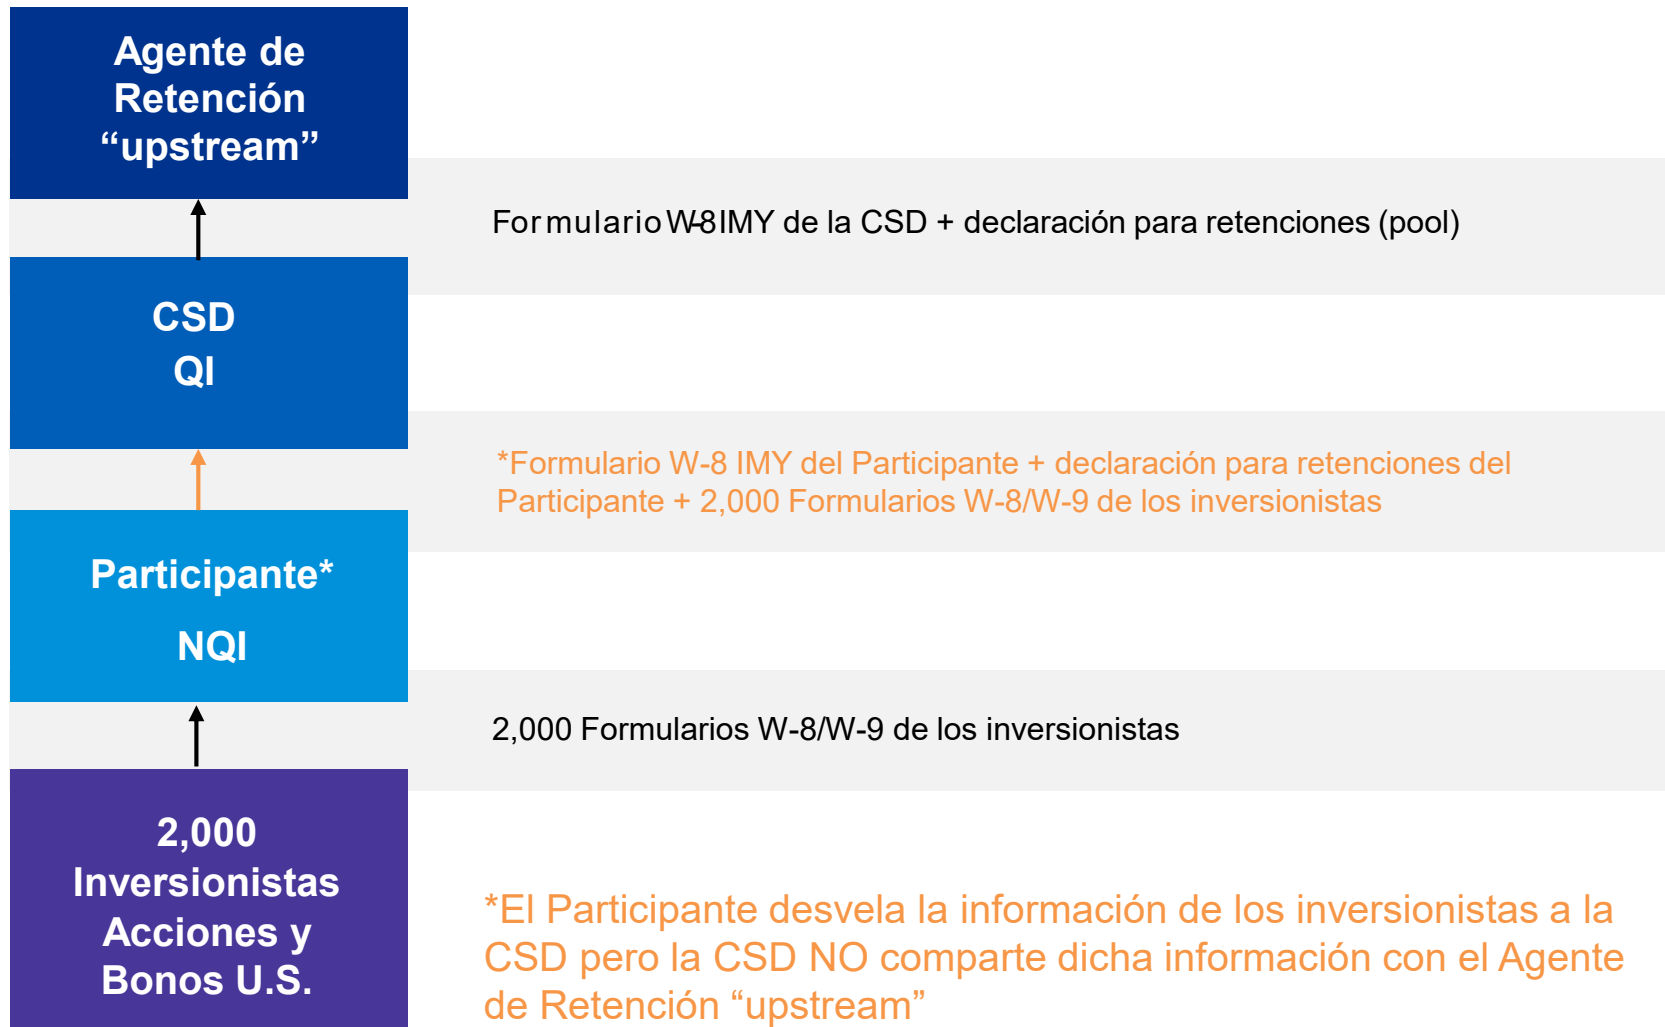 Agente de
Retención
“upstream”
Formulario W-8IMY de la CSD + declaración para retenciones (pool)
CSD
QI
*Formulario W-8 IMY del Participante + declaración para retenciones del
Participante + 2,000 Formularios W-8/W-9 de los inversionistas
Participante*
NQI
2,000 Formularios W-8/W-9 de los inversionistas
2,000
Inversionistas
Acciones y
Bonos U.S.
*El Participante desvela la información de los inversionistas a la
CSD pero la CSD NO comparte dicha información con el Agente
de Retención “upstream”